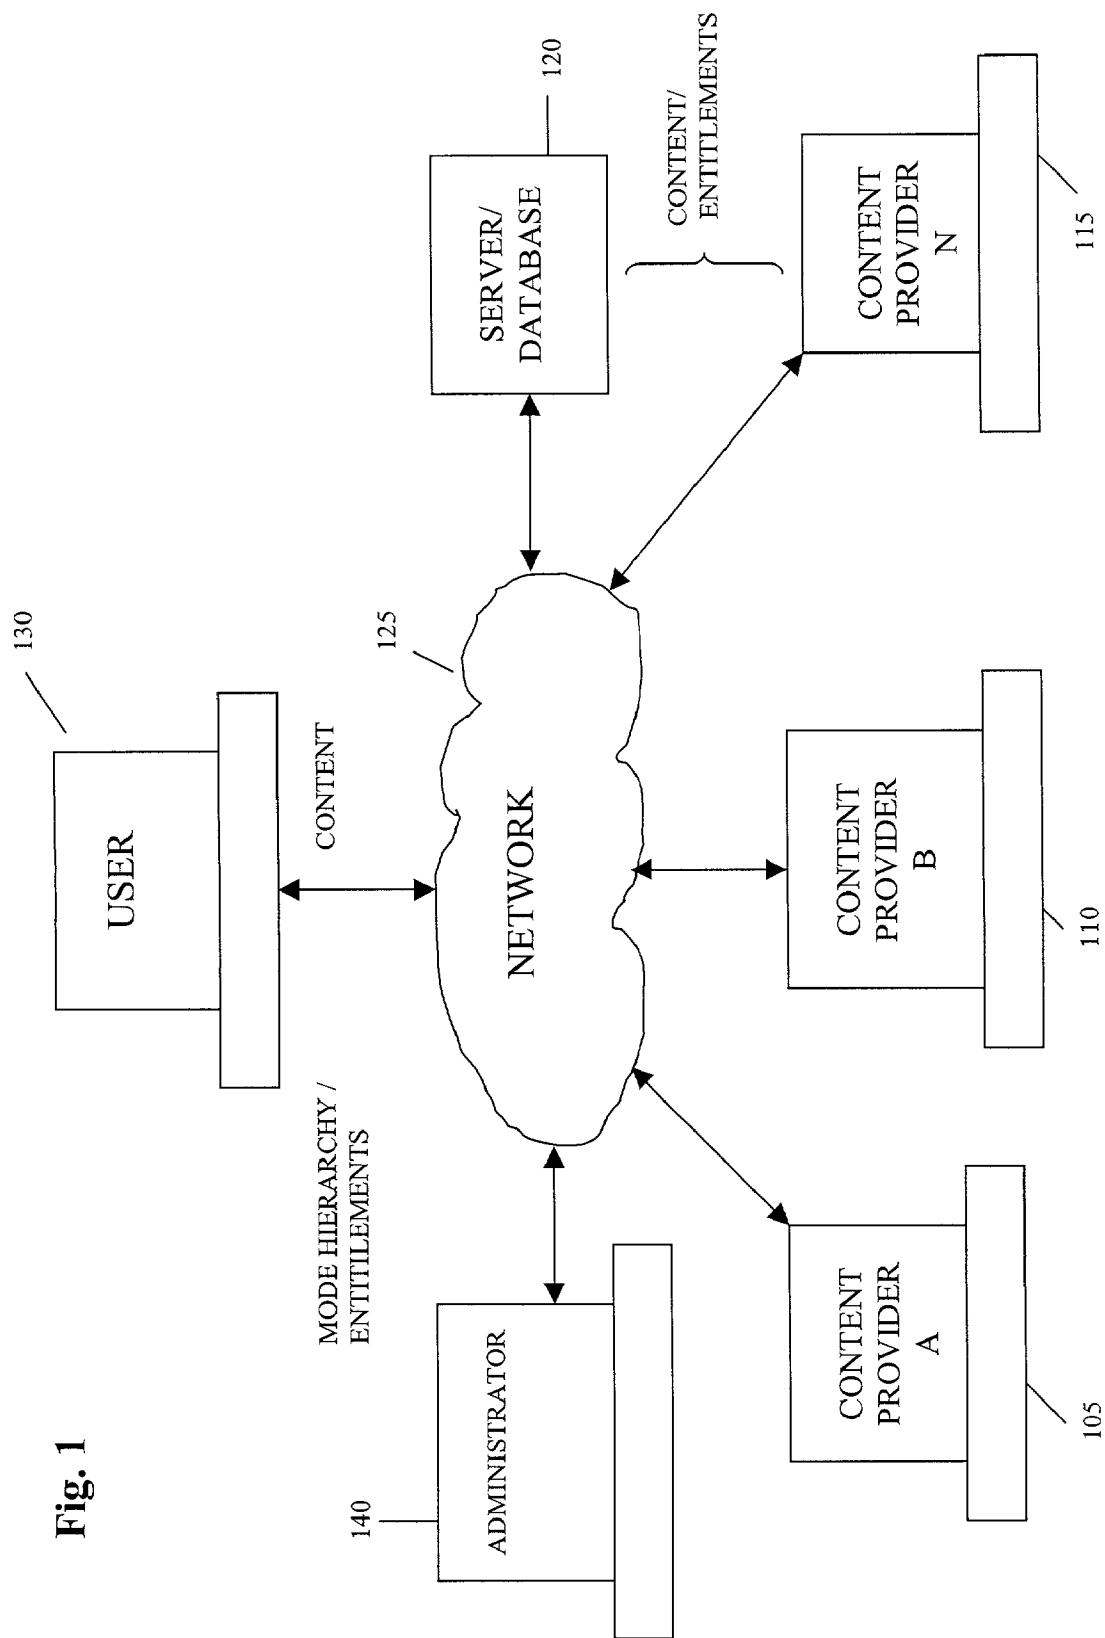 Fig. 1
130
USER
CONTENT
MODE HIERARCHY /
ENTITILEMENTS
140
ADMINISTRATOR
125
NETWORK
120
SERVER/
DATABASE
CONTENT/
ENTITLEMENTS
CONTENT
PROVIDER
A
105
CONTENT
PROVIDER
B
110
CONTENT
PROVIDER
N
115